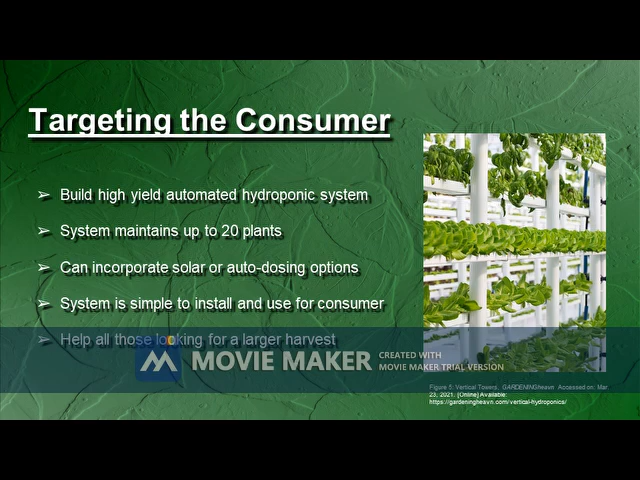 Targeting the Consumer
➢ Build high yield automated hydroponic system
➢ System maintains up to 20 plants
➢ Can incorporate solar or auto-dosing options
➢ System is simple to install and use for consumer
➢ Help all those looking for a larger harvest
MOVIE MAKER
CREATED WITH
MOVIE MAKER TRIAL VERSION
Figure 5: Vertical Towers, GARDENINGheavn Accessed on: Mar.
23, 2021. [Online] Available:
https://gardeningheavn.com/vertical-hydroponics/